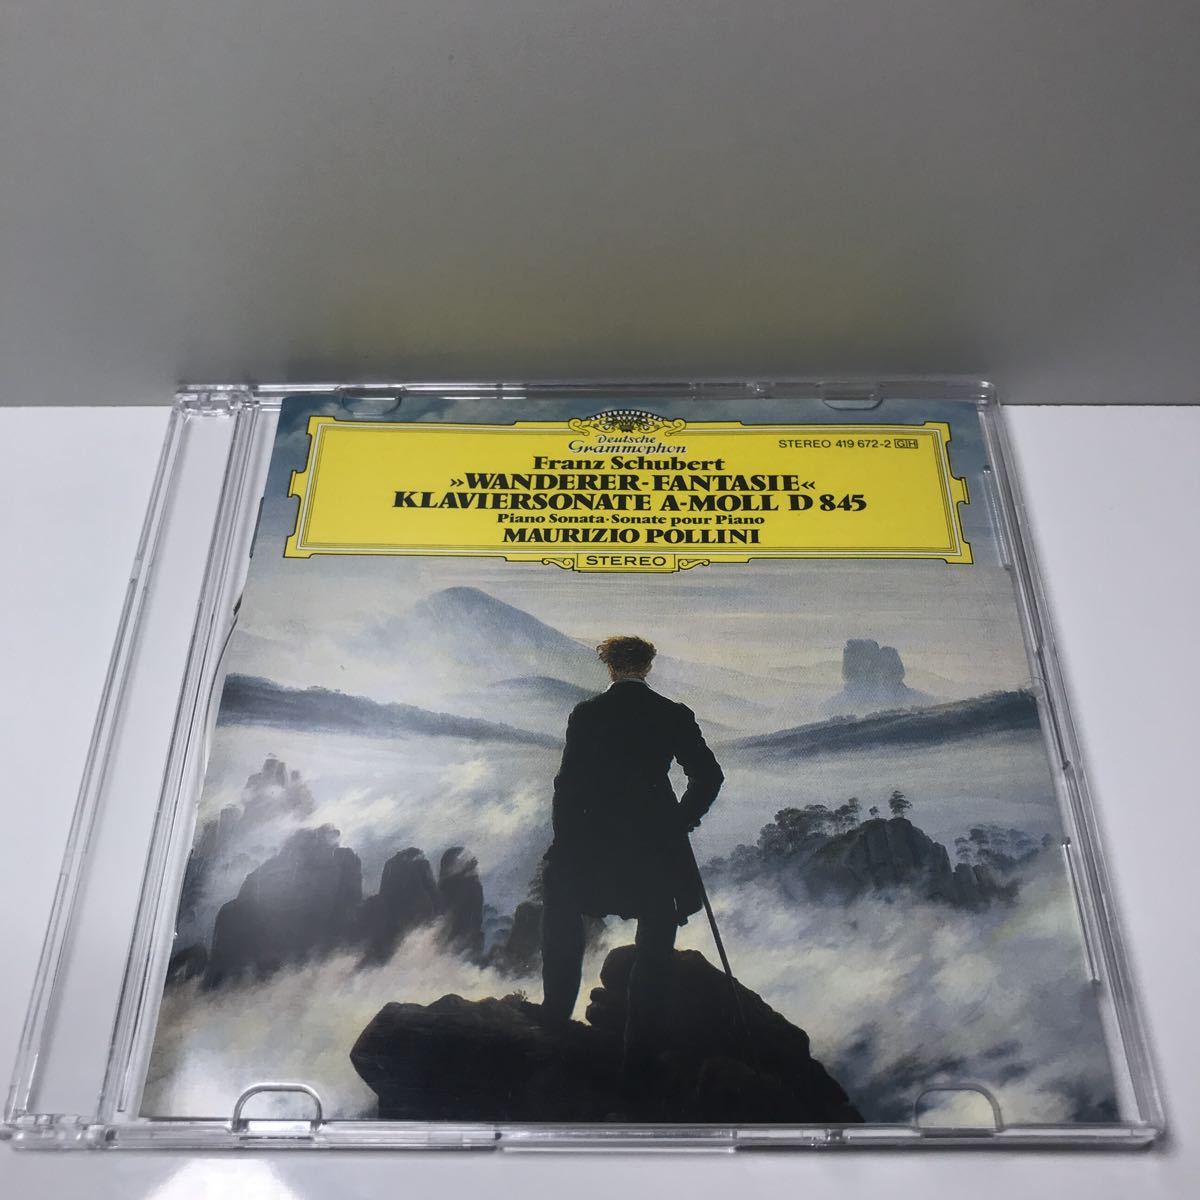 Deutsche
Grammophon
STEREO 419 672-2 GH
Franz Schubert
»WANDERER-FANTASIE«
KLAVIERSONATE A-MOLL D 845
Piano Sonata · Sonate pour Piano
MAURIZIO POLLINI
STEREO